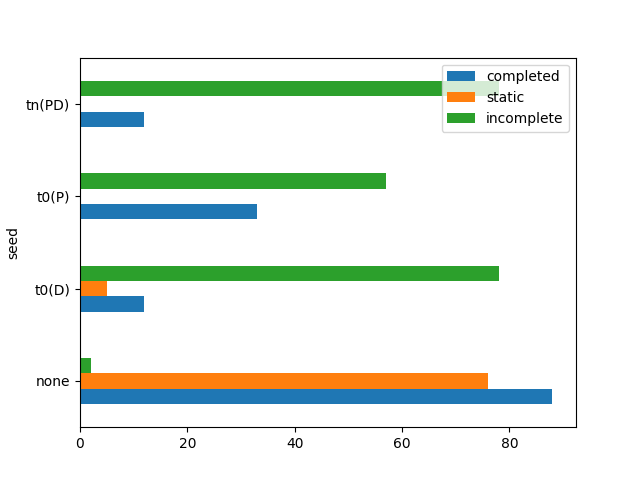 completed
static
incomplete
tn(PD)
t0(P)
t0(D)
none
seed
0 20 40 60 80